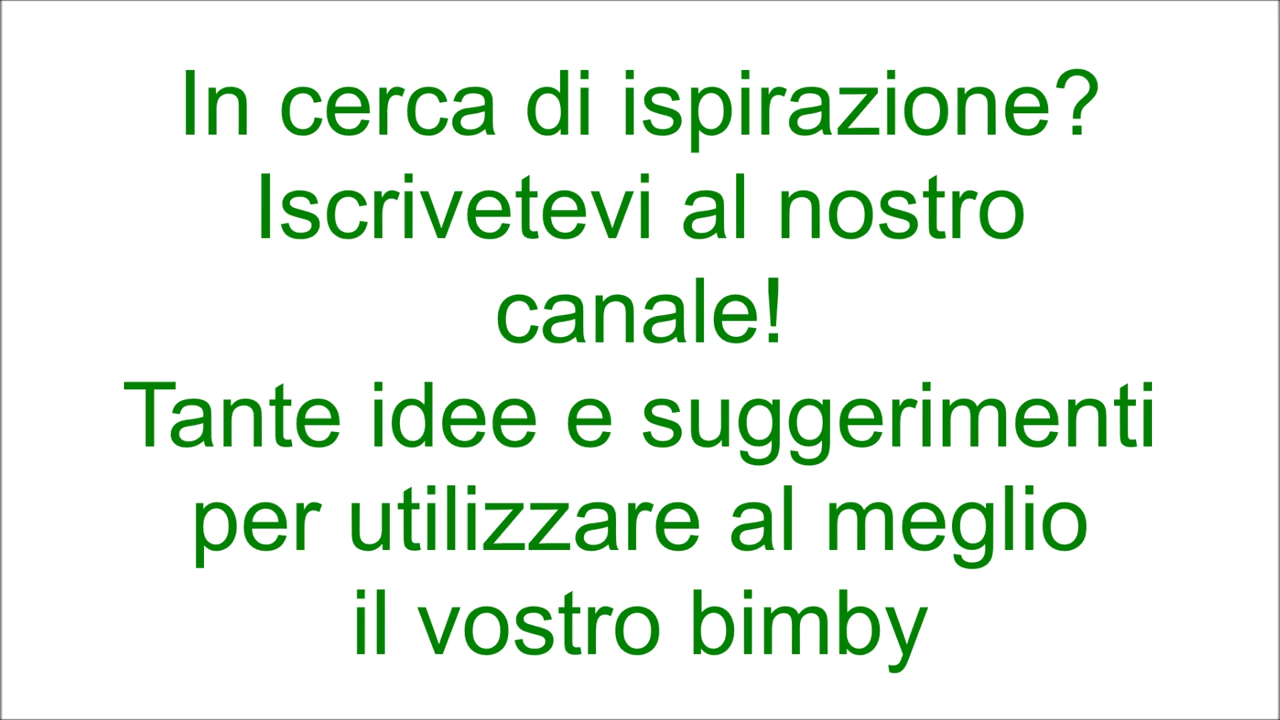 In cerca di ispirazione?
Iscrivetevi al nostro
canale!
Tante idee e suggerimenti
per utilizzare al meglio
il vostro bimby